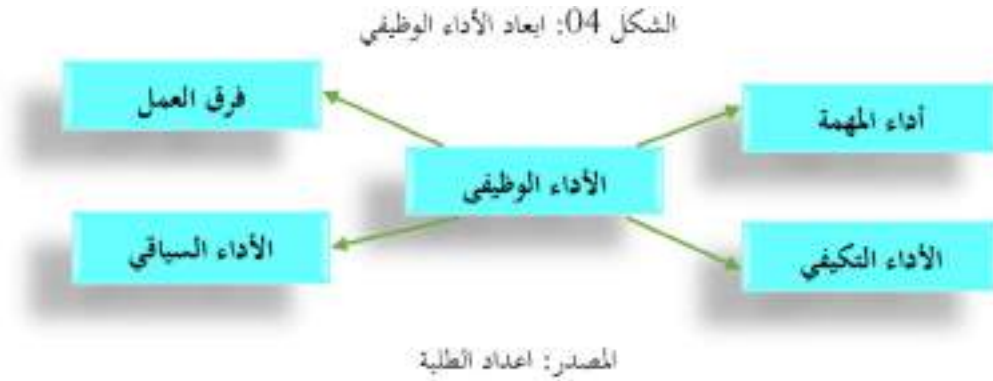 الشكل 04: ابعاد الأداء الوظيفي
أداء المهمة
فرق العمل
الأداء الوظيفي
الأداء التكيفي
الأداء السياقي
المصدر: اعداد الطلبة